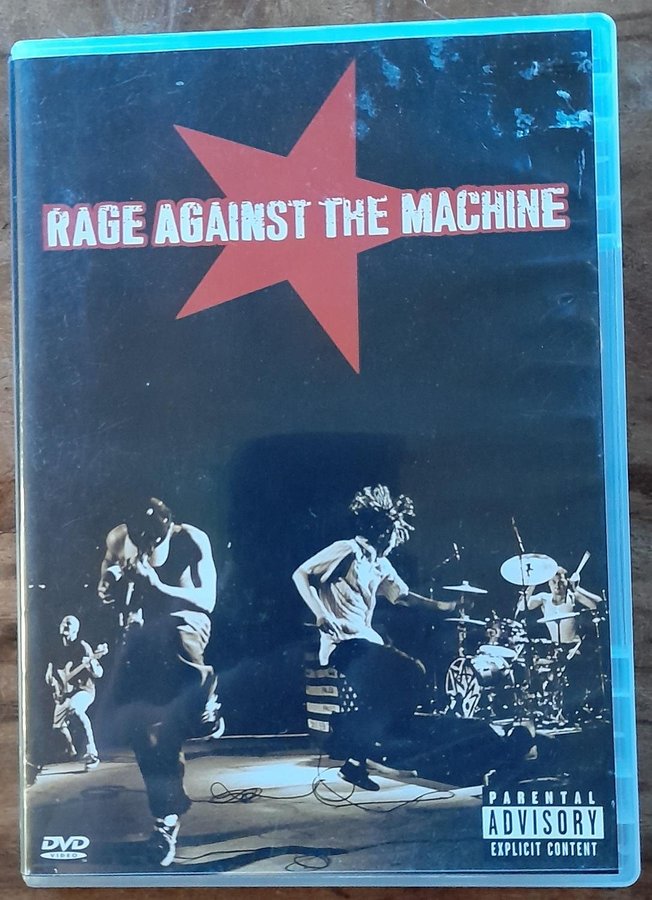 RAGE AGAINST THE MACHINE
DVD
VIDEO
PARENTAL
ADVISORY
EXPLICIT CONTENT